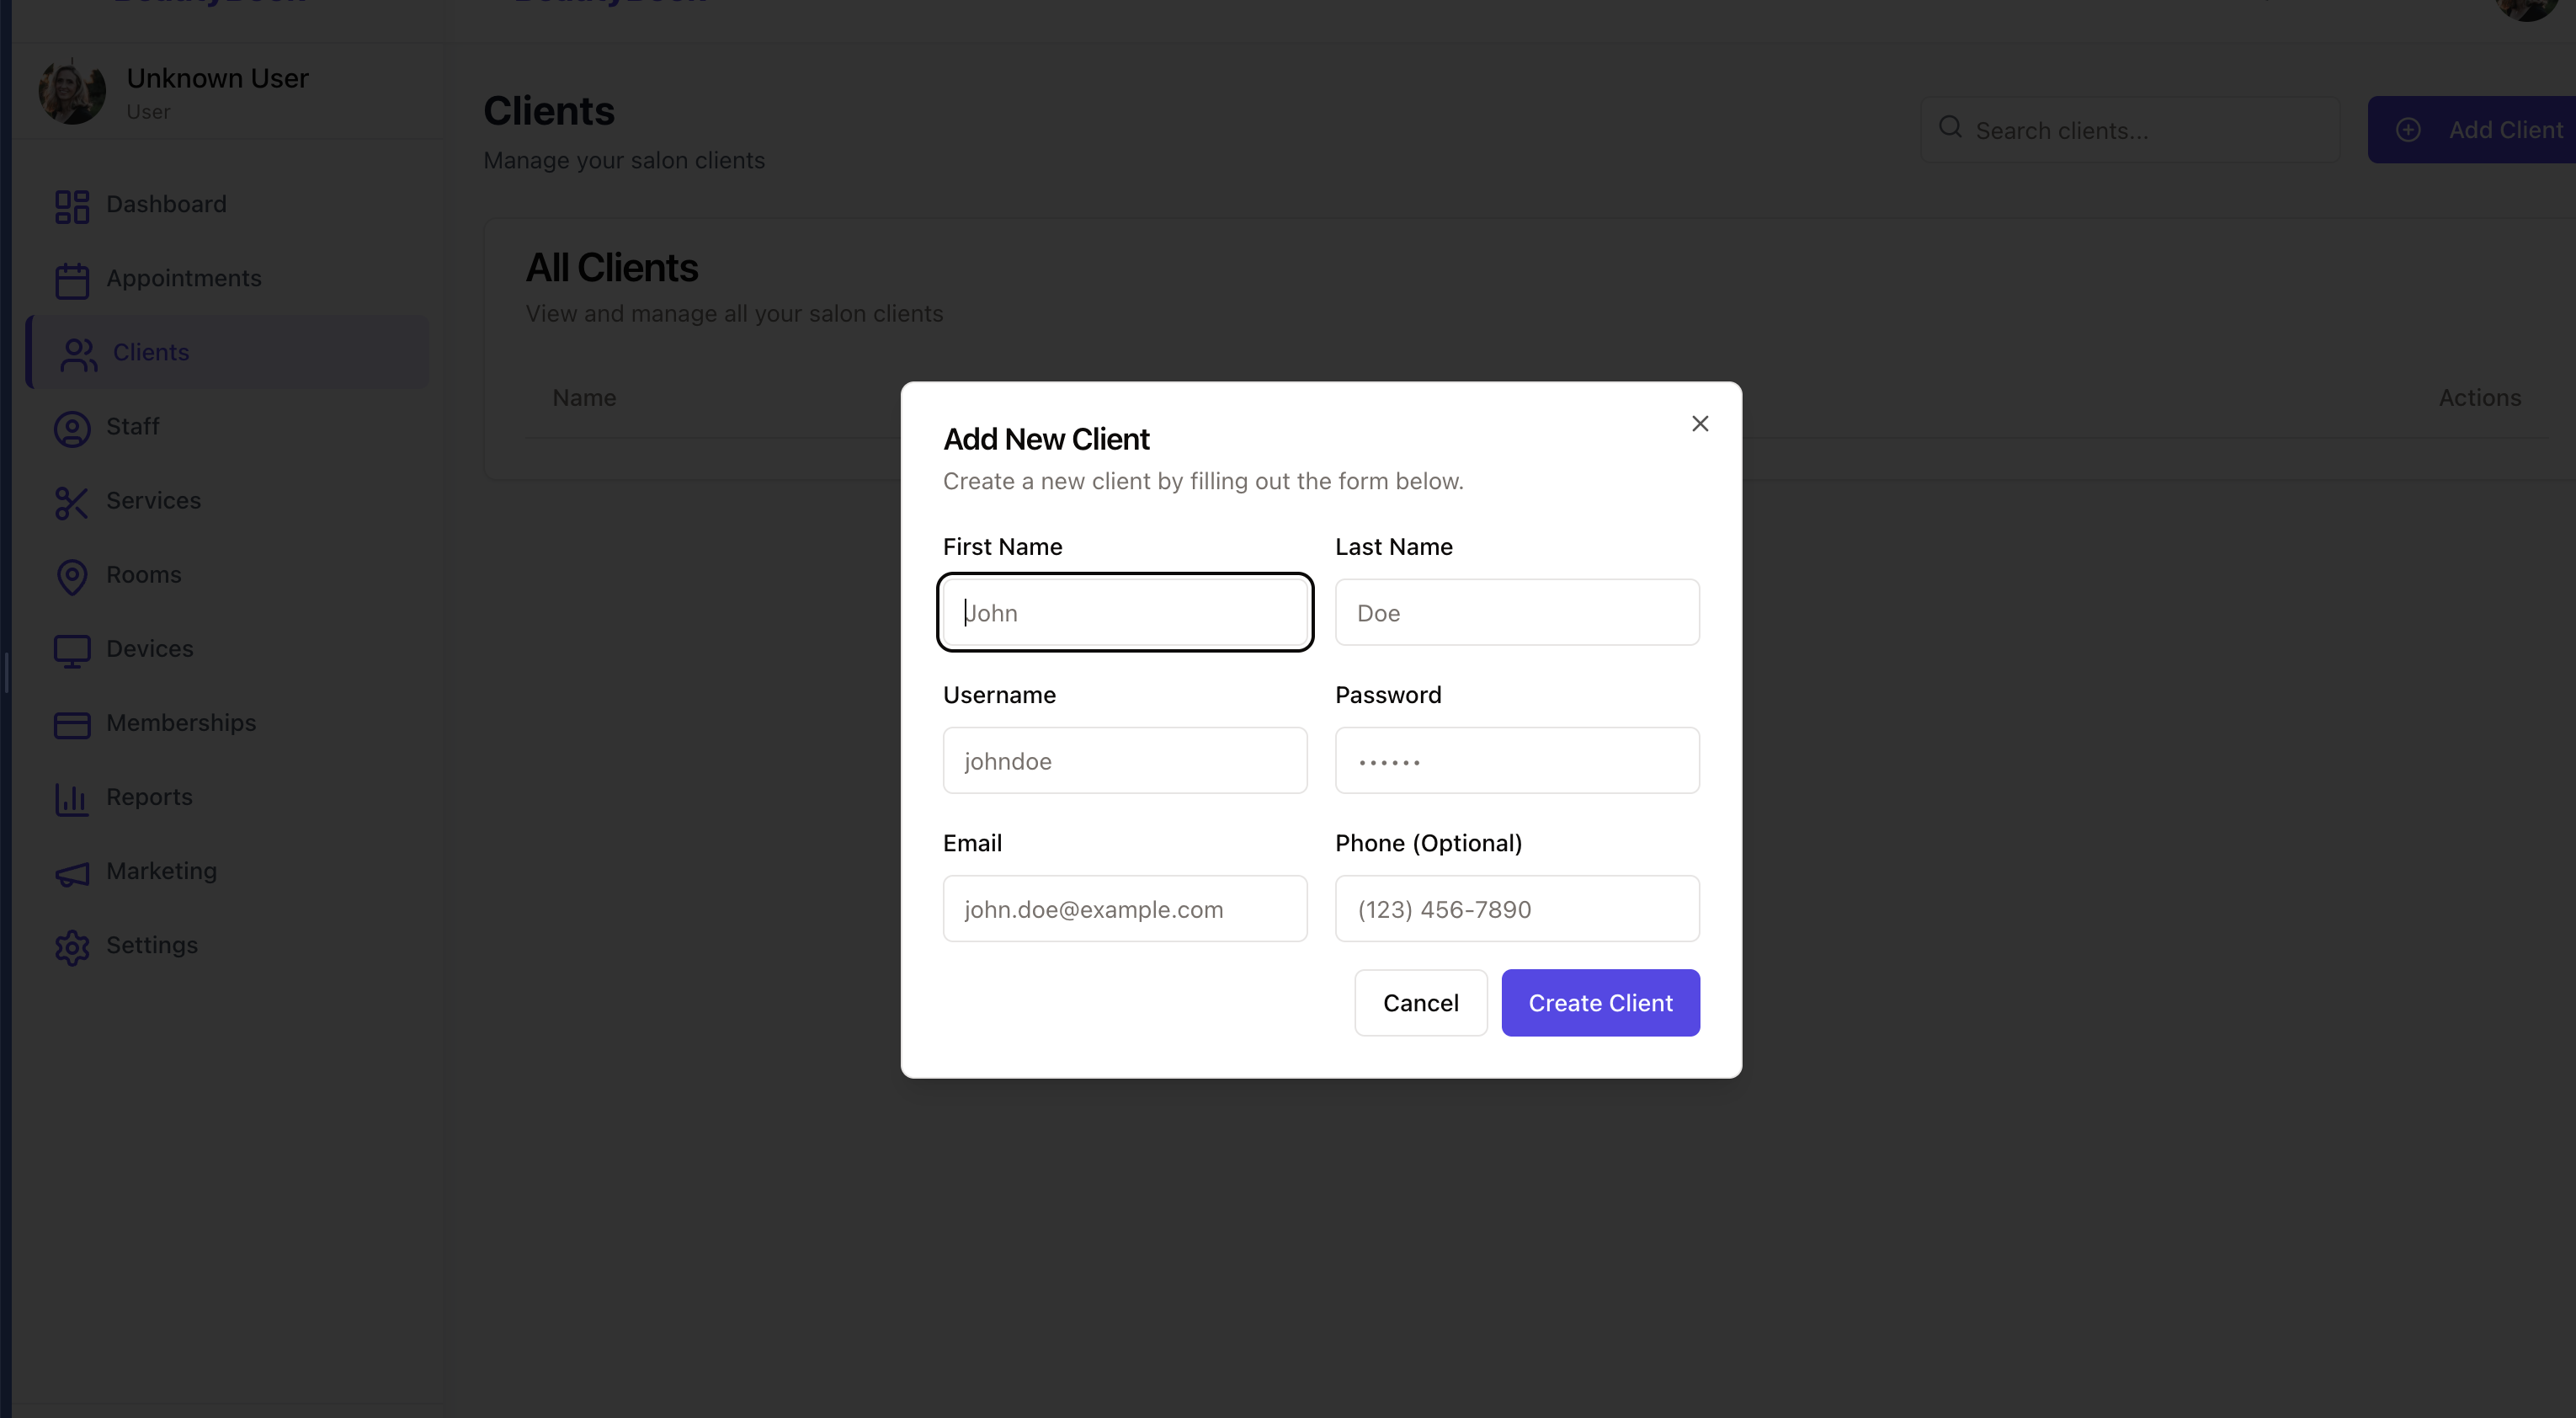 Unknown User
User
Dashboard
Appointments
Clients
Staff
Services
Rooms
Devices
Memberships
Reports
Marketing
Settings
Clients
Manage your salon clients
Search clients...
Add Client
All Clients
View and manage all your salon clients
Name
Actions
Add New Client
Create a new client by filling out the form below.
First Name
Last Name
John
Doe
Username
Password
johndoe
••••••
Email
Phone (Optional)
john.doe@example.com
(123) 456-7890
Cancel
Create Client